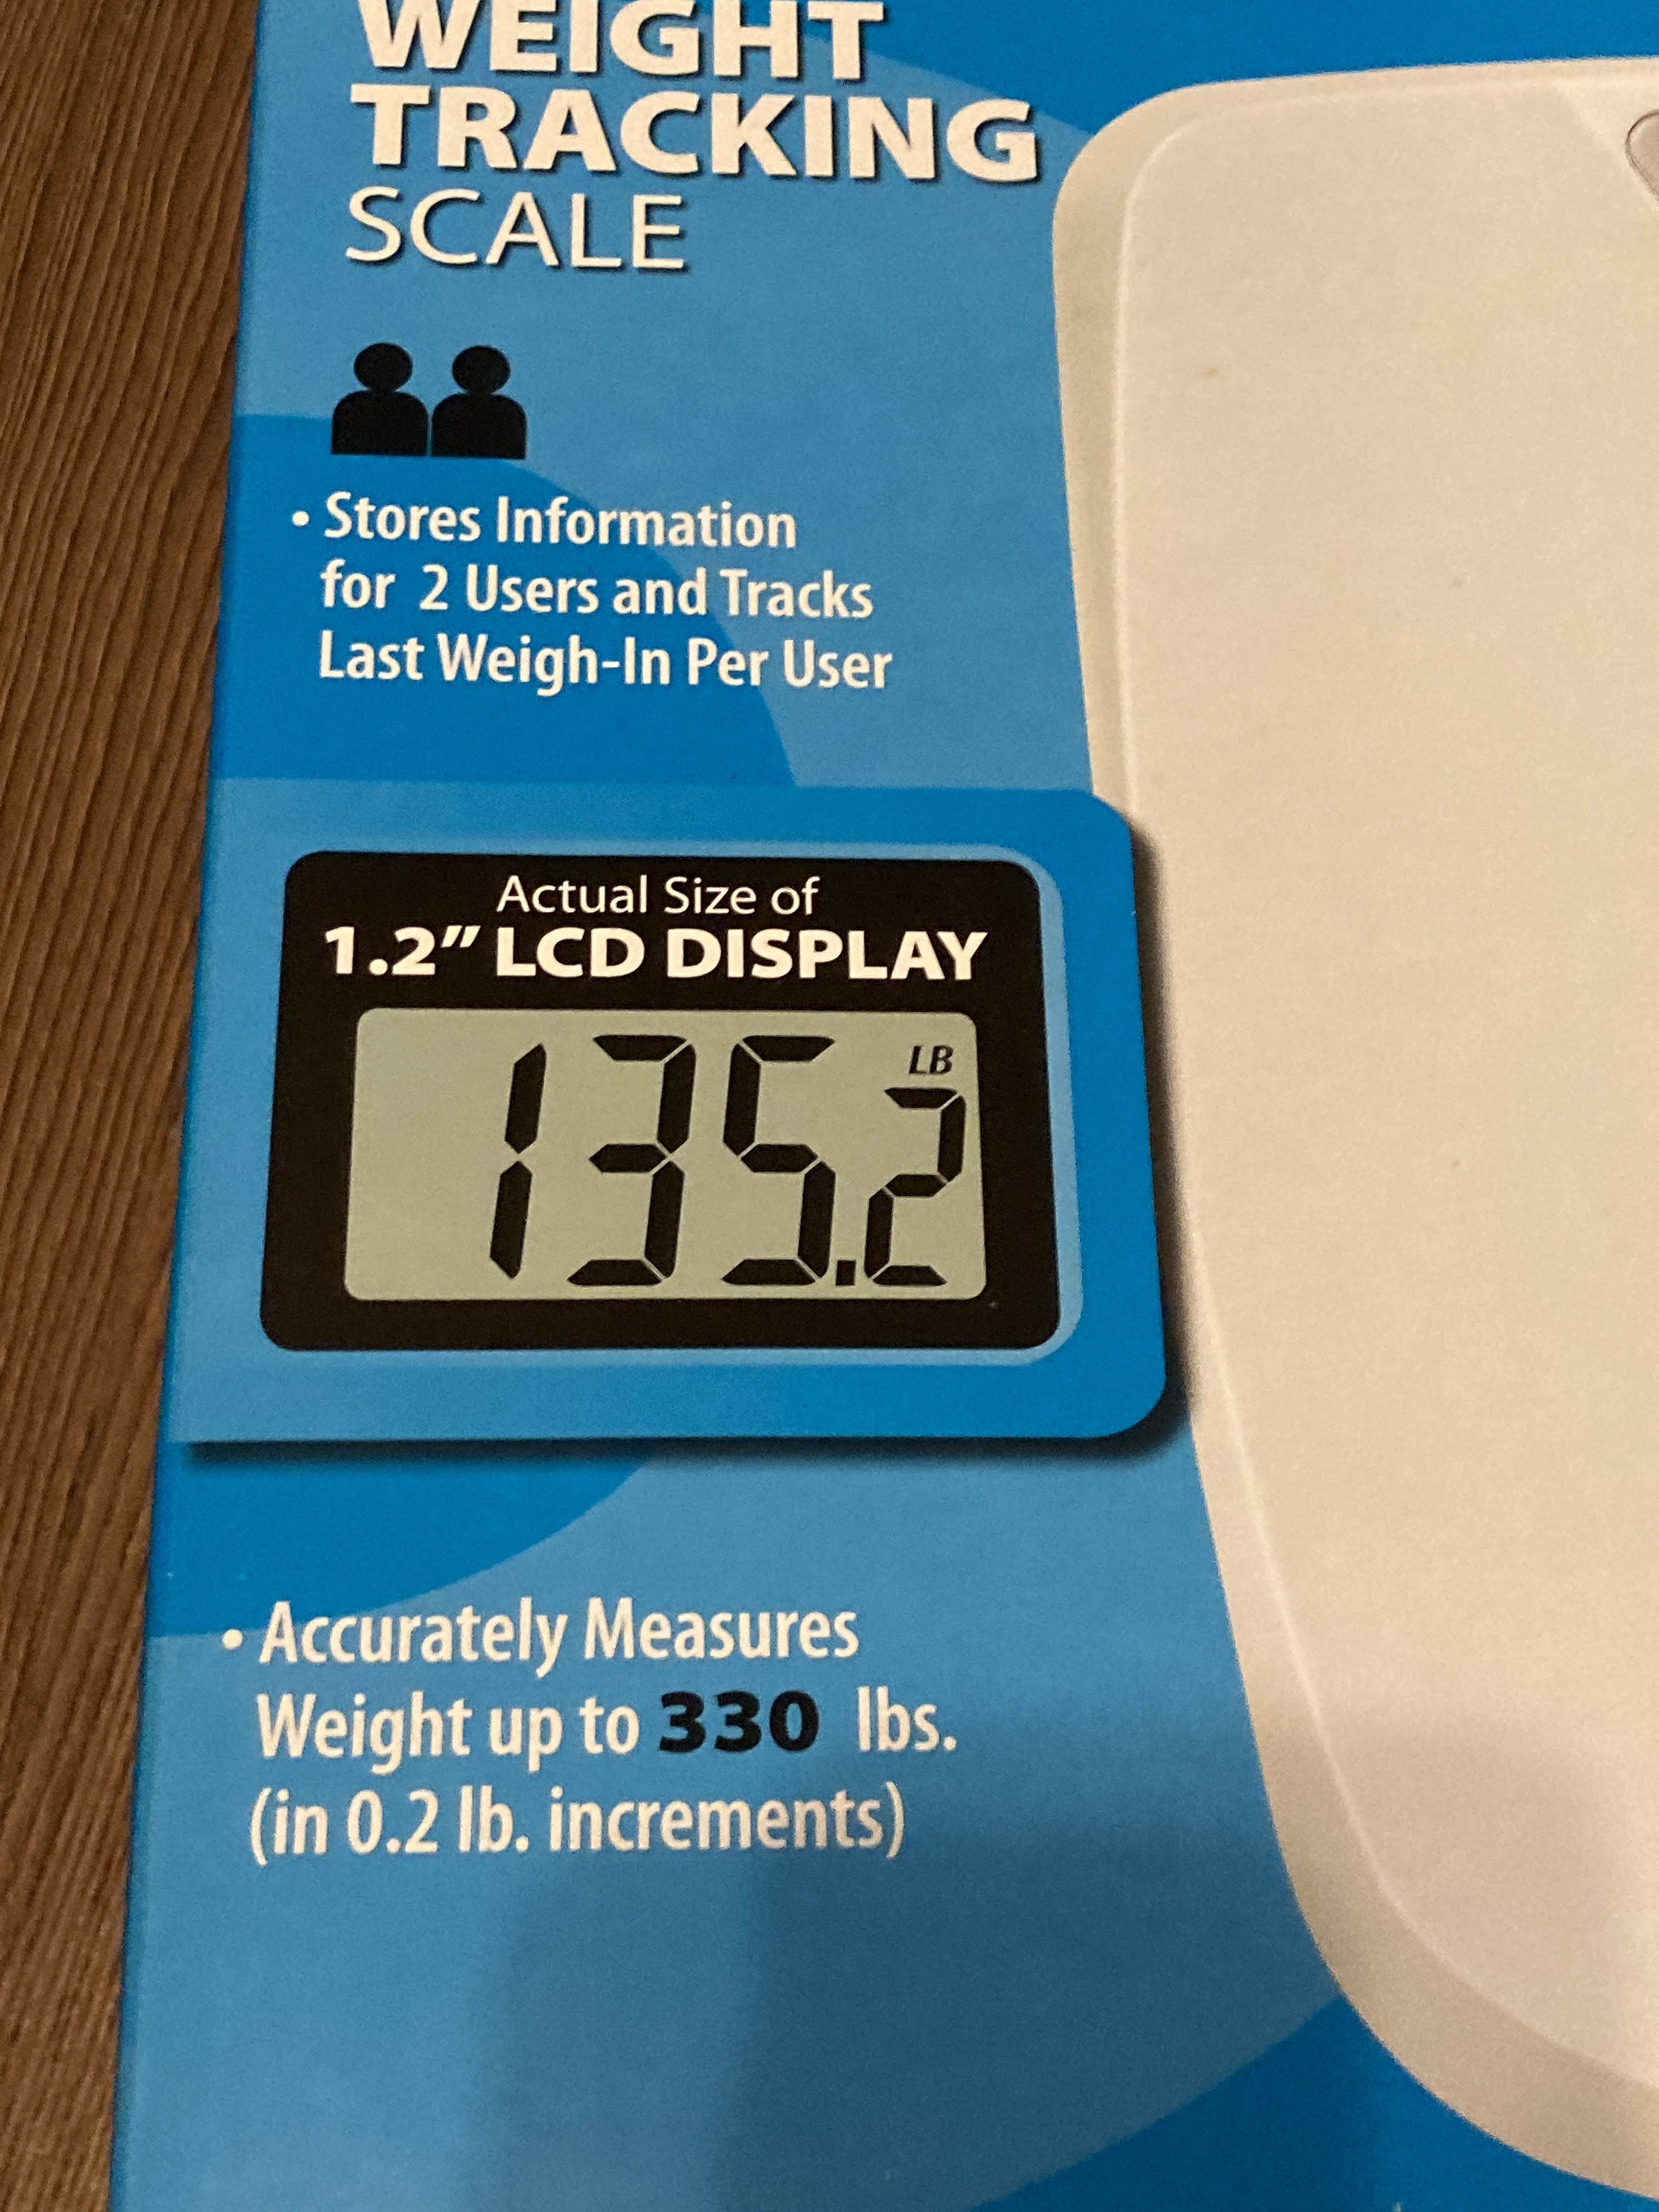 WEIGHT
TRACKING
SCALE
• Stores Information
for 2 Users and Tracks
Last Weigh-In Per User
Actual Size of
1.2" LCD DISPLAY
LB
135.2
• Accurately Measures
Weight up to 330 lbs.
(in 0.2 lb. increments)